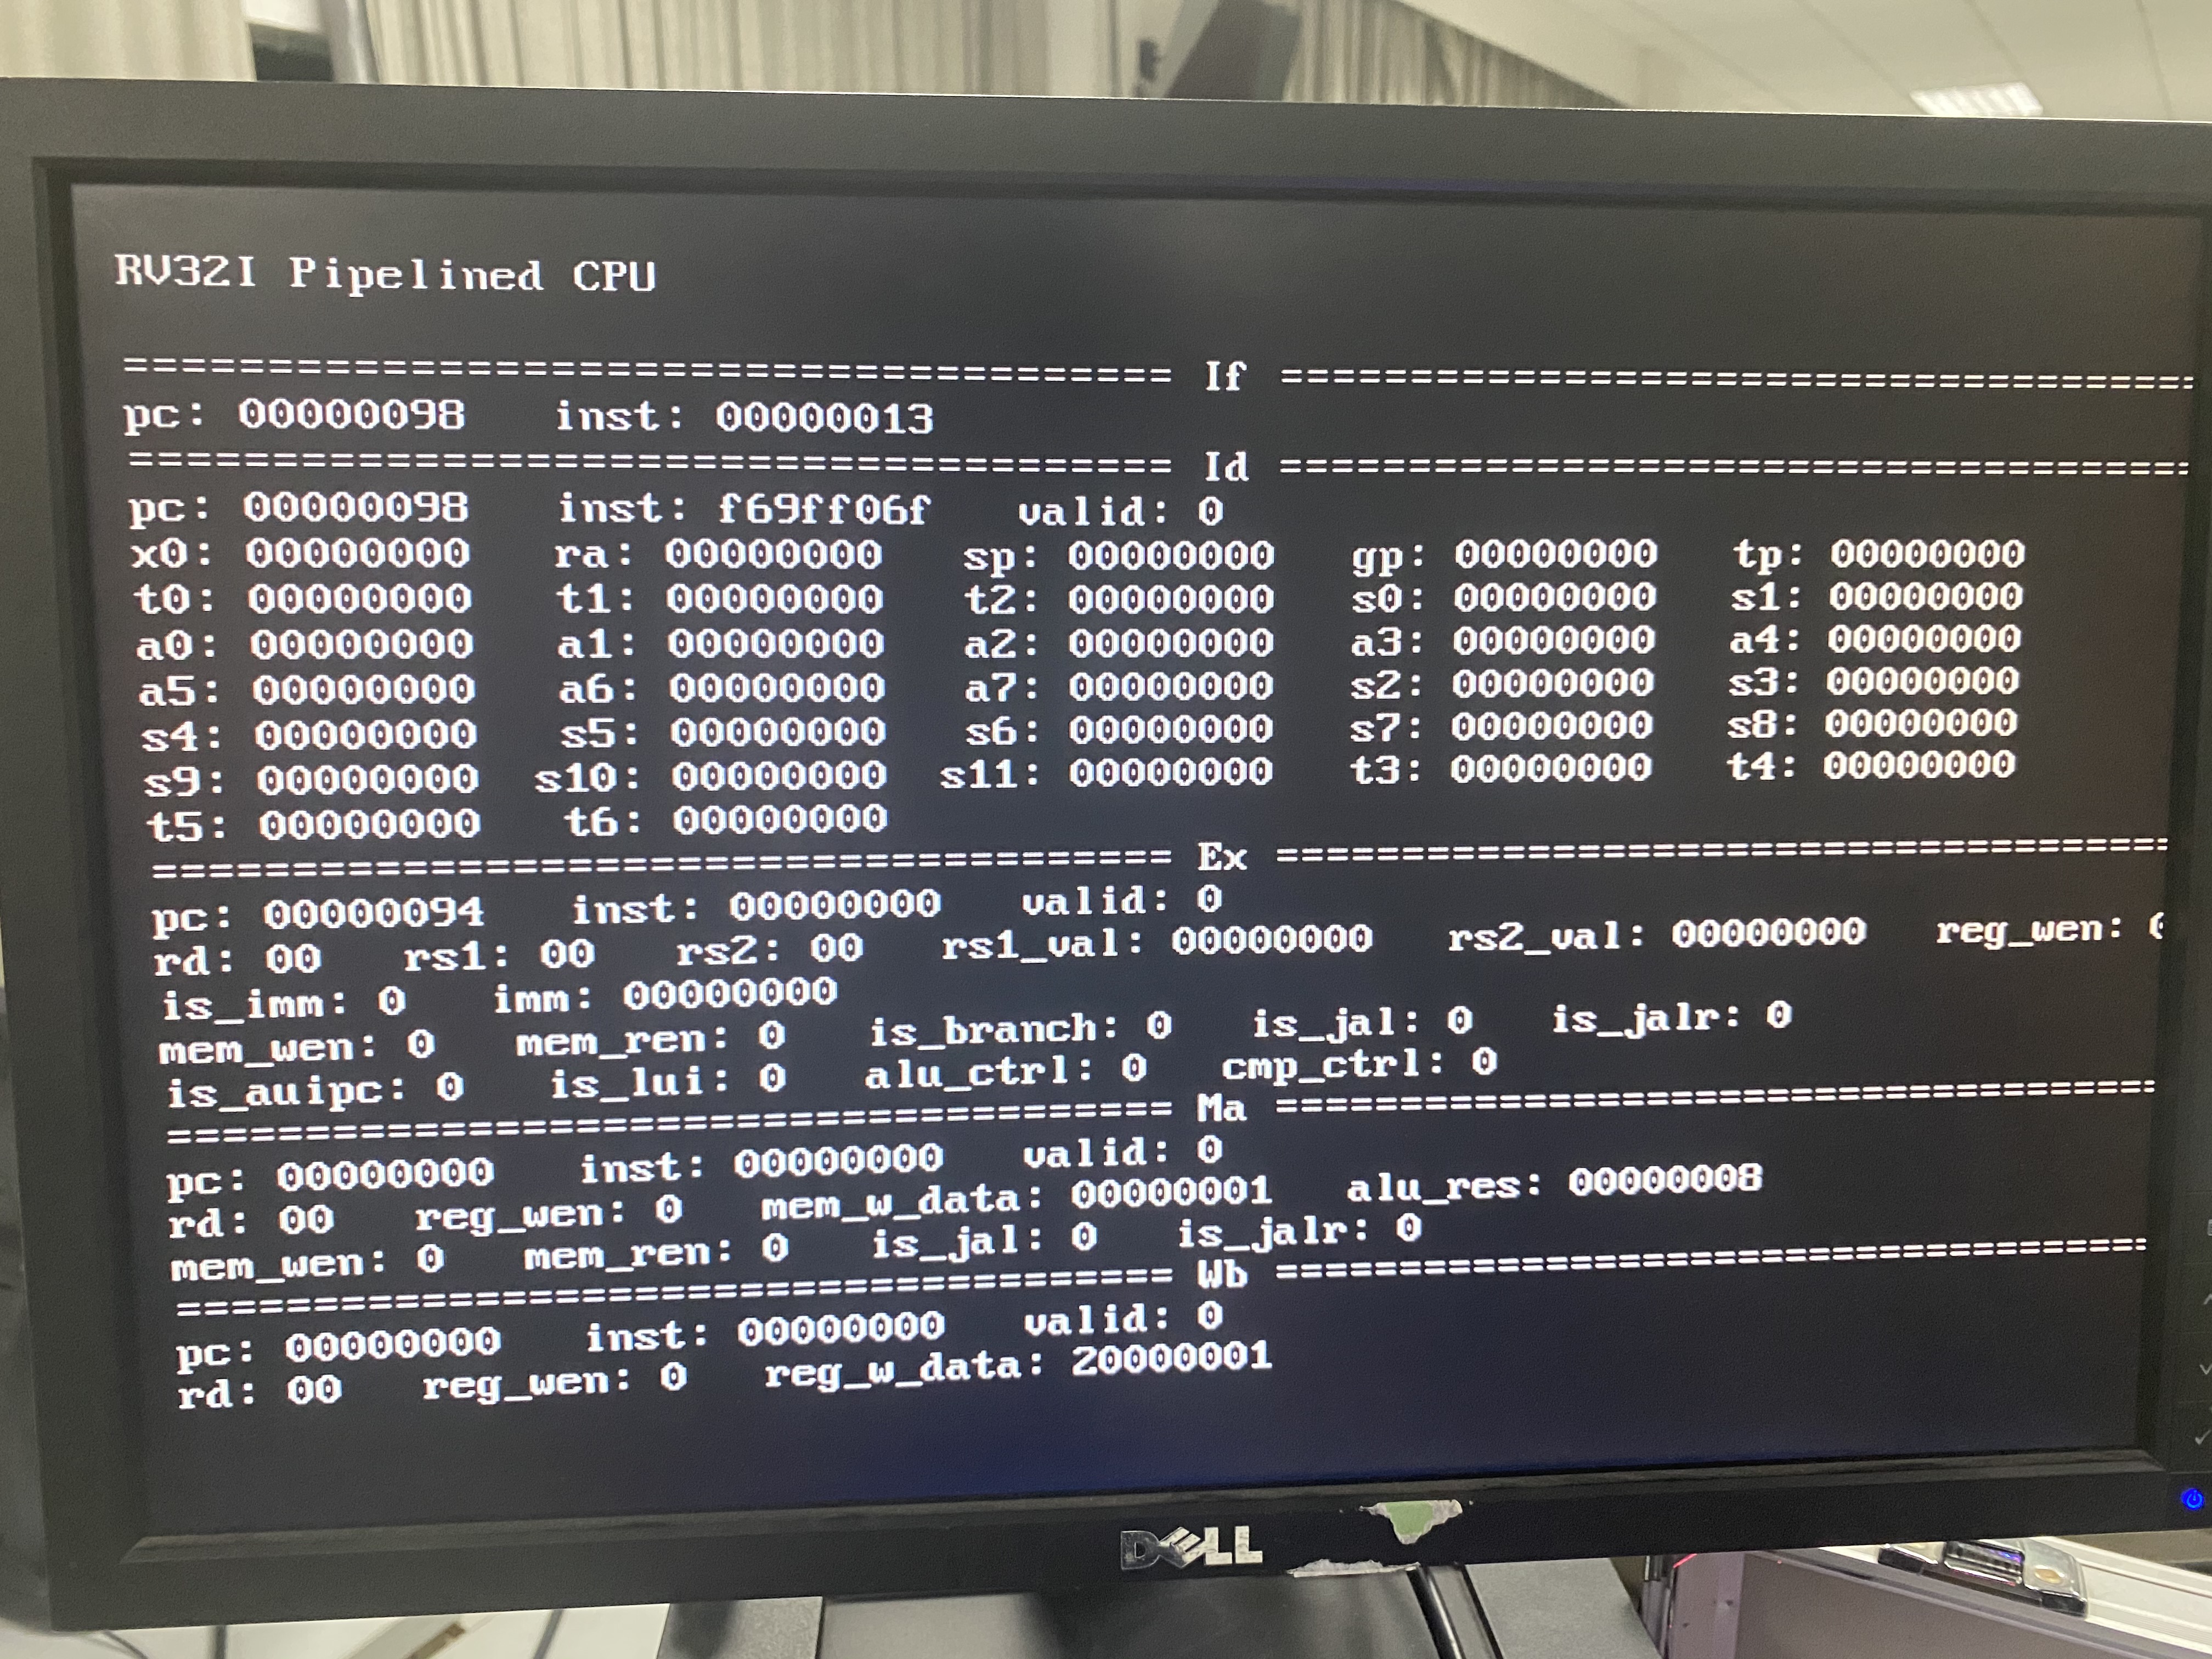 RV32I Pipelined CPU
===================================== If ===================================
pc: 00000098 inst: 00000013
===================================== Id ===================================
pc: 00000098 inst: f69ff06f valid: 0
x0: 00000000 ra: 00000000 sp: 00000000 gp: 00000000 tp: 00000000
t0: 00000000 t1: 00000000 t2: 00000000 s0: 00000000 s1: 00000000
a0: 00000000 a1: 00000000 a2: 00000000 a3: 00000000 a4: 00000000
a5: 00000000 a6: 00000000 a7: 00000000 s2: 00000000 s3: 00000000
s4: 00000000 s5: 00000000 s6: 00000000 s7: 00000000 s8: 00000000
s9: 00000000 s10: 00000000 s11: 00000000 t3: 00000000 t4: 00000000
t5: 00000000 t6: 00000000
===================================== Ex ===================================
pc: 00000094 inst: 00000000 valid: 0
rd: 00 rs1: 00 rs2: 00 rs1_val: 00000000 rs2_val: 00000000 reg_wen:
is_imm: 0 imm: 00000000
mem_wen: 0 mem_ren: 0 is_branch: 0 is_jal: 0 is_jalr: 0
is_auipc: 0 is_lui: 0 alu_ctrl: 0 cmp_ctrl: 0
===================================== Ma ===================================
pc: 00000000 inst: 00000000 valid: 0
rd: 00 reg_wen: 0 mem_w_data: 00000001 alu_res: 00000008
mem_wen: 0 mem_ren: 0 is_jal: 0 is_jalr: 0
===================================== Wb ===================================
pc: 00000000 inst: 00000000 valid: 0
rd: 00 reg_wen: 0 reg_w_data: 20000001
DELL